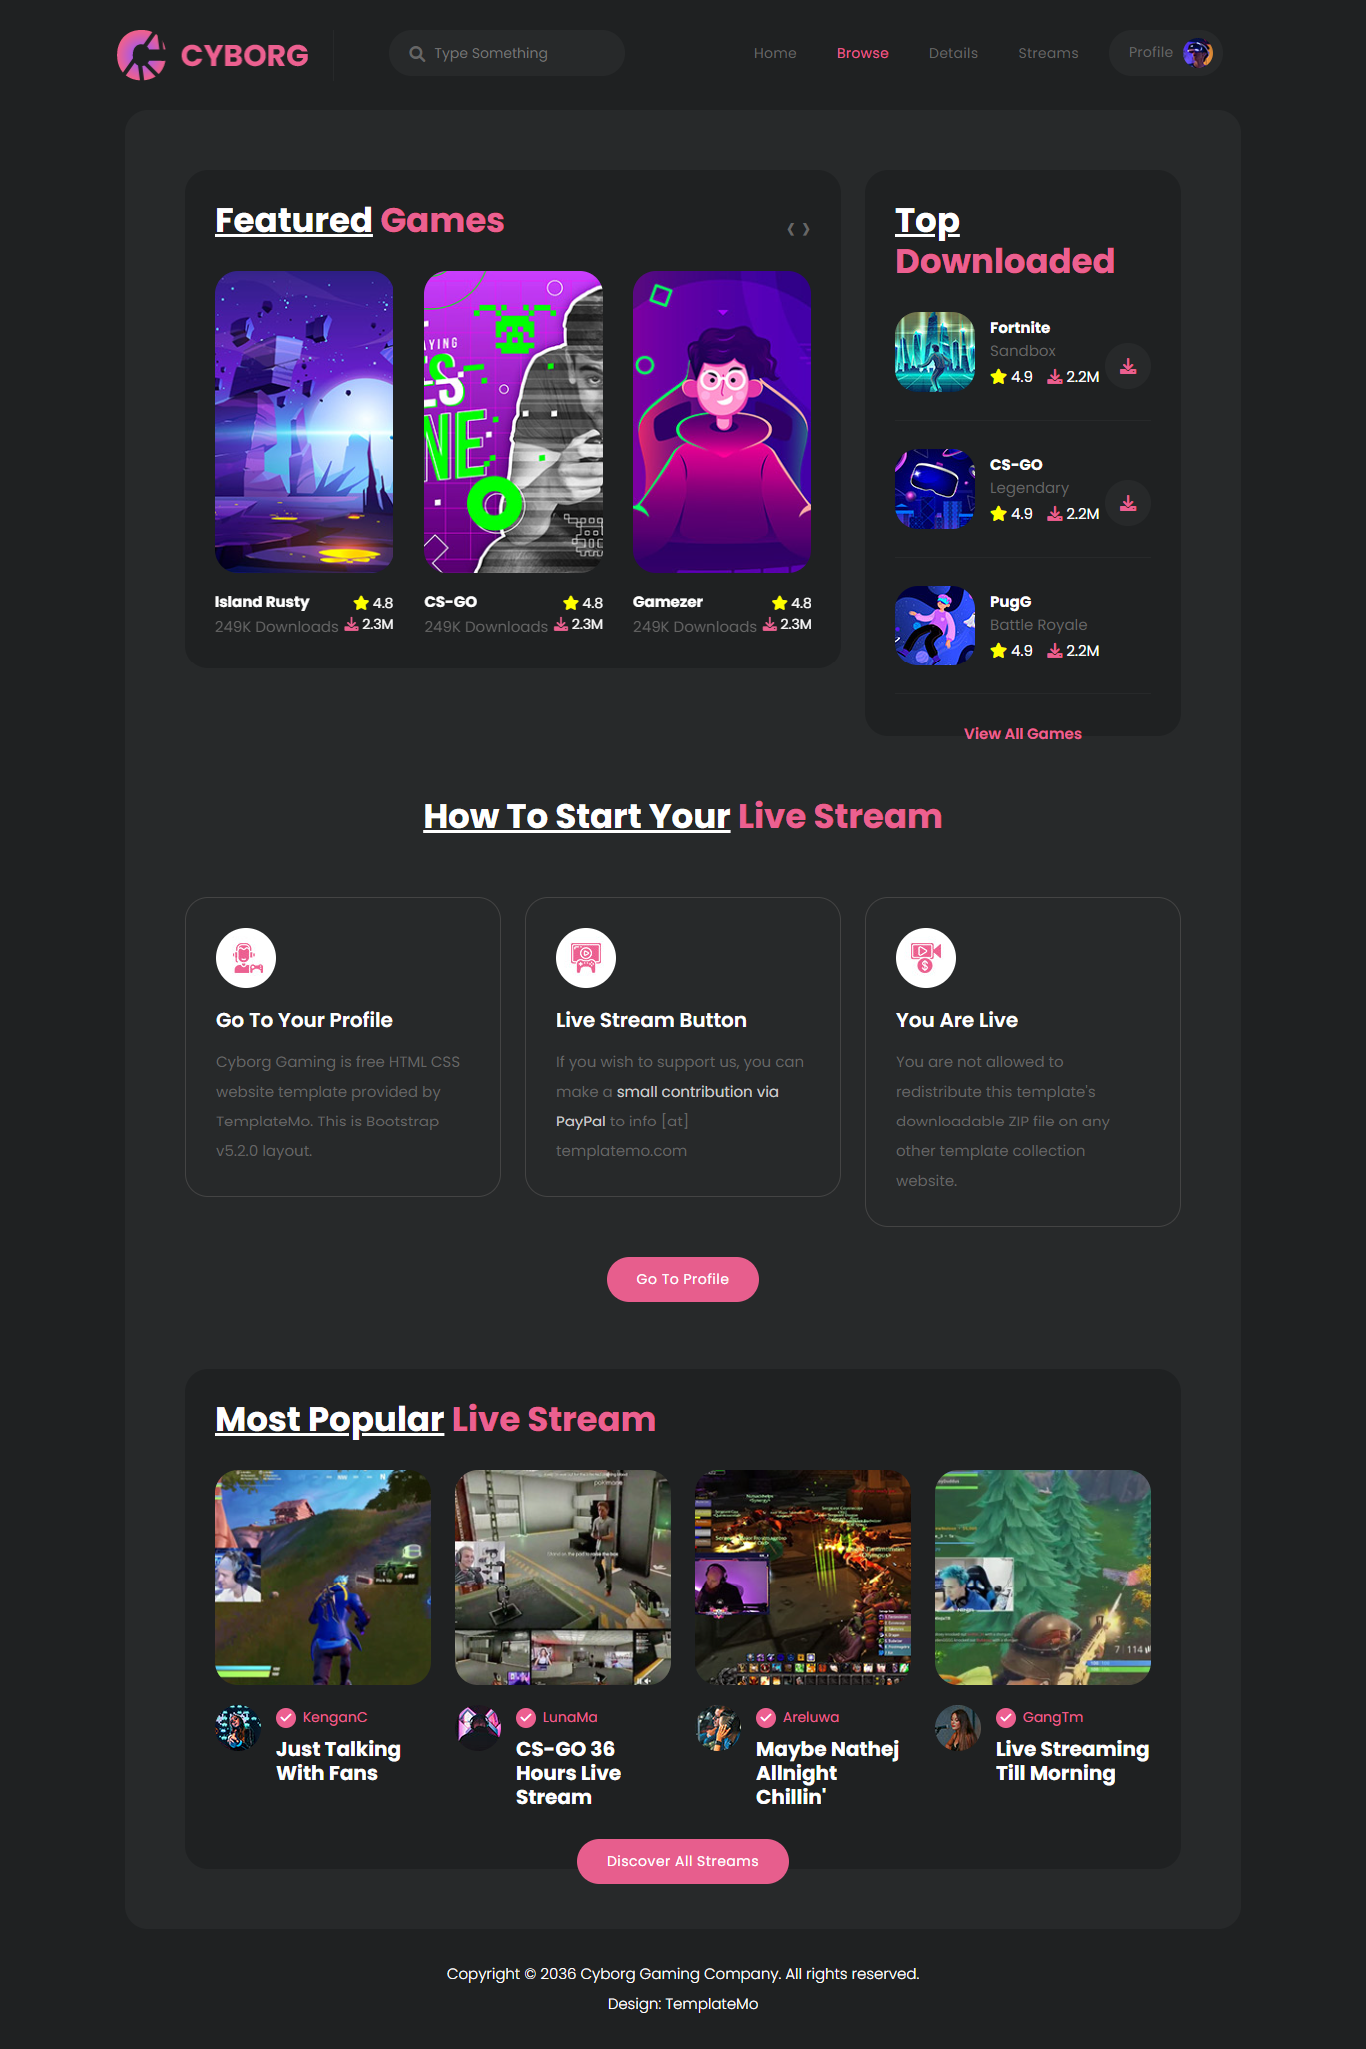 CYBORG
Type Something
Home
Browse
Details
Streams
Profile
Featured Games
Island Rusty
4.8
249K Downloads
2.3M
CS-GO
4.8
249K Downloads
2.3M
Gamezer
4.8
249K Downloads
2.3M
Top
Downloaded
Fortnite
Sandbox
4.9
2.2M
CS-GO
Legendary
4.9
2.2M
PugG
Battle Royale
4.9
2.2M
View All Games
How To Start Your Live Stream
Go To Your Profile
Cyborg Gaming is free HTML CSS
website template provided by
TemplateMo. This is Bootstrap
v5.2.0 layout.
Live Stream Button
If you wish to support us, you can
make a small contribution via
PayPal to info [at]
templatemo.com
You Are Live
You are not allowed to
redistribute this template's
downloadable ZIP file on any
other template collection
website.
Go To Profile
Most Popular Live Stream
KenganC
Just Talking
With Fans
LunaMa
CS-GO 36
Hours Live
Stream
Areluwa
Maybe Nathej
Allnight
Chillin'
GangTm
Live Streaming
Till Morning
Discover All Streams
Copyright © 2036 Cyborg Gaming Company. All rights reserved.
Design: TemplateMo